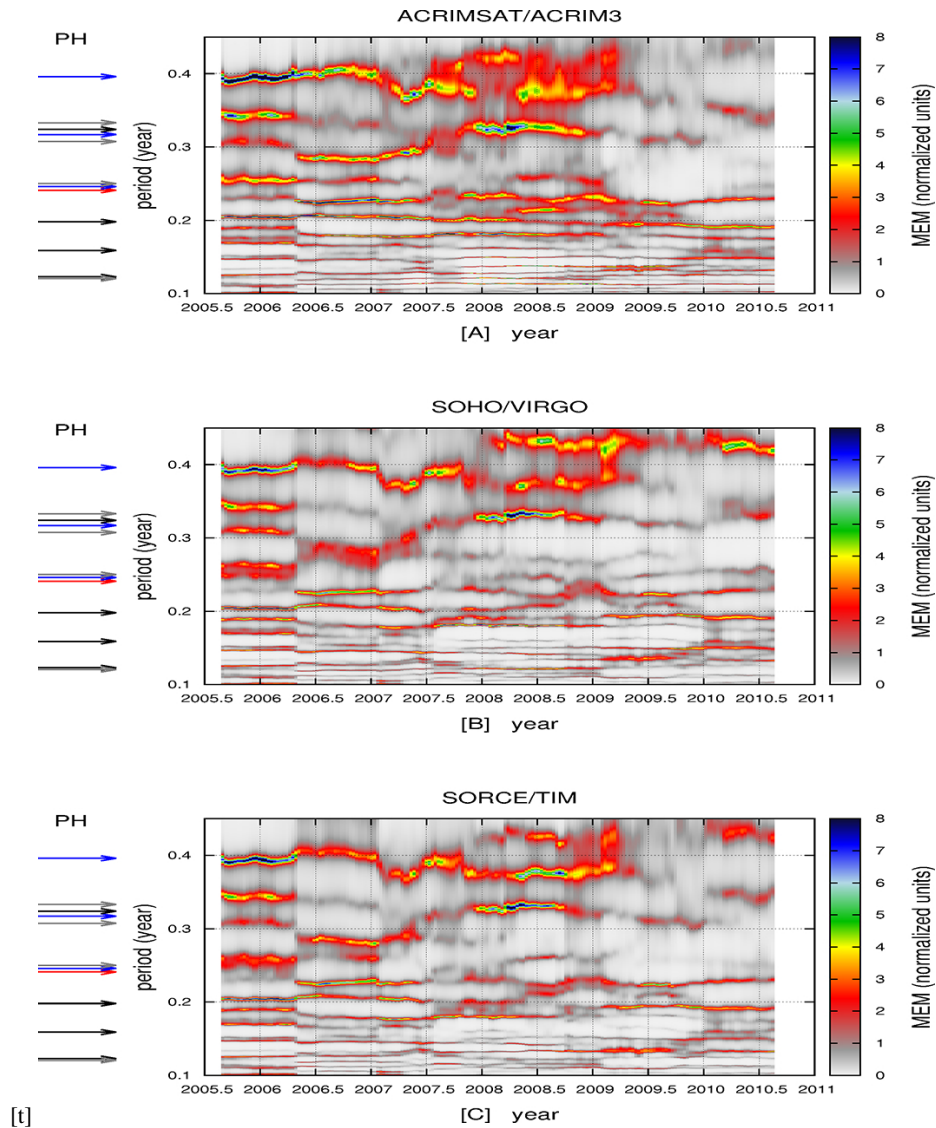 ACRIMSAT/ACRIM3
PH
period (year)
0.4
0.3
0.2
0.1
2005.5 2006 2006.5 2007 2007.5 2008 2008.5 2009 2009.5 2010 2010.5 2011
[A] year
8
7
6
5
4
3
2
1
0
MEM (normalized units)
SOHO/VIRGO
PH
period (year)
0.4
0.3
0.2
0.1
2005.5 2006 2006.5 2007 2007.5 2008 2008.5 2009 2009.5 2010 2010.5 2011
[B] year
8
7
6
5
4
3
2
1
0
MEM (normalized units)
SORCE/TIM
PH
period (year)
0.4
0.3
0.2
0.1
2005.5 2006 2006.5 2007 2007.5 2008 2008.5 2009 2009.5 2010 2010.5 2011
[C] year
8
7
6
5
4
3
2
1
0
MEM (normalized units)
[t]